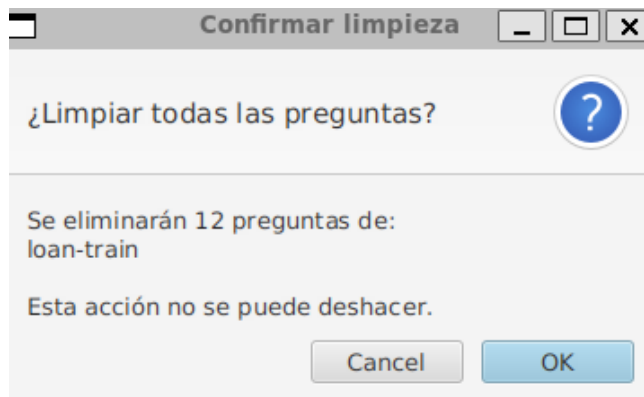 Confirmar limpieza
¿Limpiar todas las preguntas?
?
Se eliminarán 12 preguntas de:
loan-train
Esta acción no se puede deshacer.
Cancel
OK